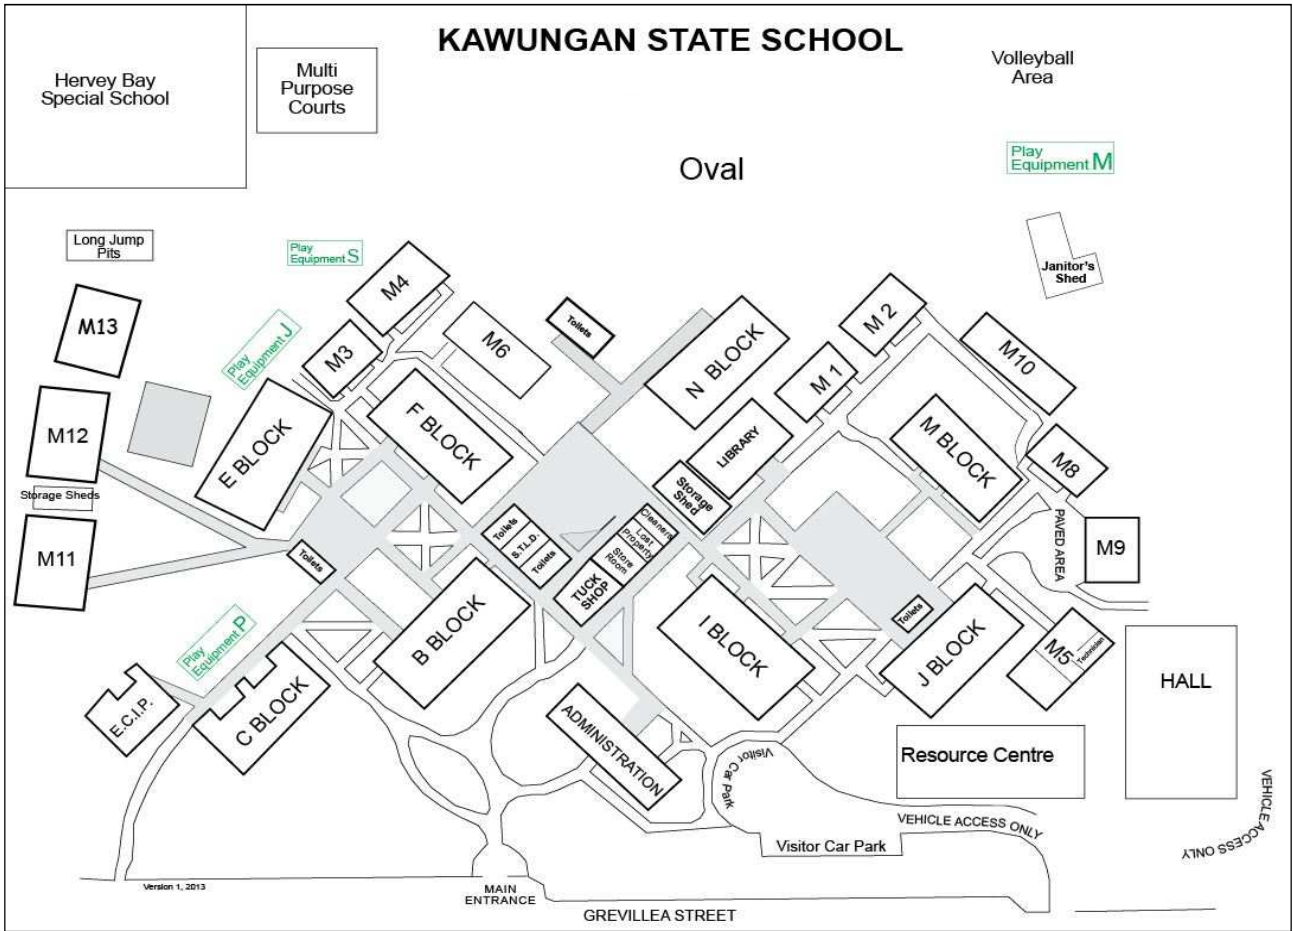 KAWUNGAN STATE SCHOOL
Hervey Bay
Special School
Multi
Purpose
Courts
Volleyball
Area
Oval
Play
Equipment M
Long Jump
Pits
Play
Equipment S
Janitor's
Shed
M4
M13
Play
Equipment J
M3
M6
Toilets
N BLOCK
M 2
M 1
M10
M12
E BLOCK
F BLOCK
LIBRARY
M BLOCK
M8
Storage Sheds
Storage
Shed
M11
Toilets
Toilets
S.T.L.D.
Toilets
Cleaners
Lost
Property
Store
Room
TUCK
SHOP
PAVED AREA
M9
Play
Equipment P
B BLOCK
I BLOCK
Toilets
J BLOCK
M5
Technician
HALL
E.C.I.P.
C BLOCK
ADMINISTRATION
Visitor Car Park
Resource Centre
VEHICLE ACCESS ONLY
VEHICLE ACCESS ONLY
Visitor Car Park
Version 1, 2013
MAIN
ENTRANCE
GREVILLEA STREET